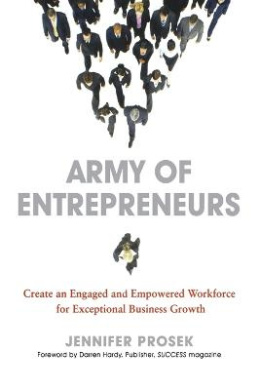 ARMY OF
ENTREPRENEURS
Create an Engaged and Empowered Workforce
for Exceptional Business Growth
JENNIFER PROSEK
Foreword by Darren Hardy, Publisher, SUCCESS magazine